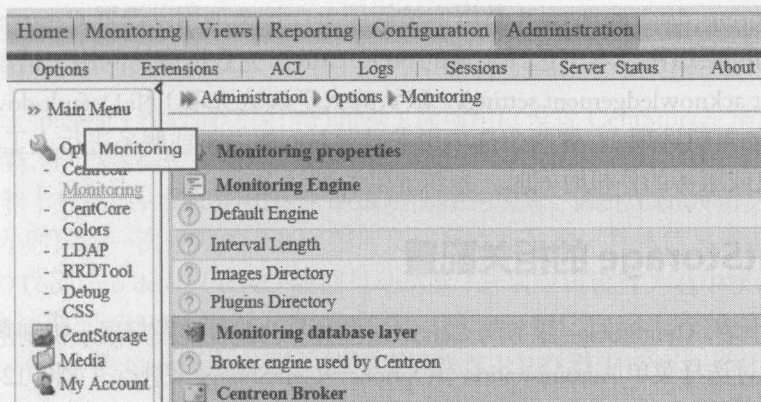 Home | Monitoring | Views | Reporting | Configuration | Administration
Options | Extensions | ACL | Logs | Sessions | Server Status | About
Main Menu
Administration Options Monitoring
Monitoring
Monitoring properties
- Centreon
- Monitoring
- CentCore
- Colors
- LDAP
- RRDTool
- Debug
- CSS
CentStorage
Media
My Account
Monitoring Engine
Default Engine
Interval Length
Images Directory
Plugins Directory
Monitoring database layer
Broker engine used by Centreon
Centreon Broker